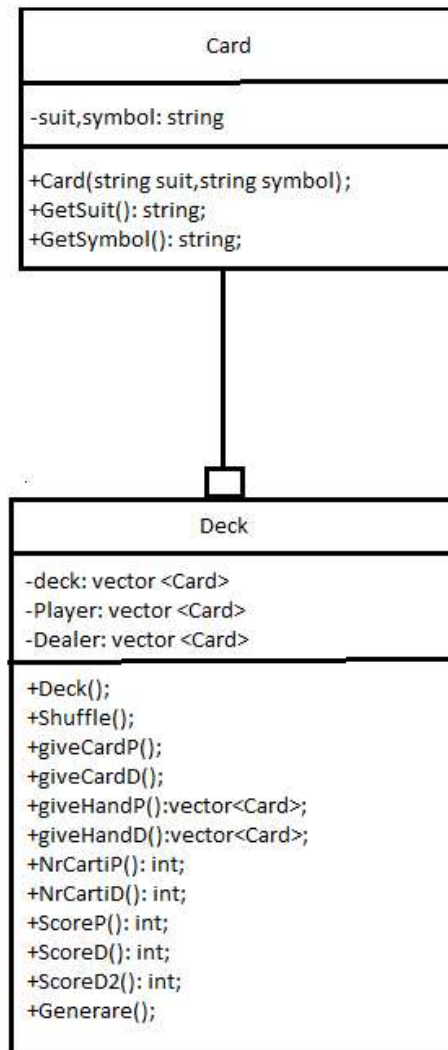 Card
-suit,symbol: string
+Card(string suit,string symbol);
+GetSuit(): string;
+GetSymbol(): string;
Deck
-deck: vector <Card>
-Player: vector <Card>
-Dealer: vector <Card>
+Deck();
+Shuffle();
+giveCardP();
+giveCardD();
+giveHandP():vector<Card>;
+giveHandD():vector<Card>;
+NrCartiP(): int;
+NrCartiD(): int;
+ScoreP(): int;
+ScoreD(): int;
+ScoreD2(): int;
+Generare();